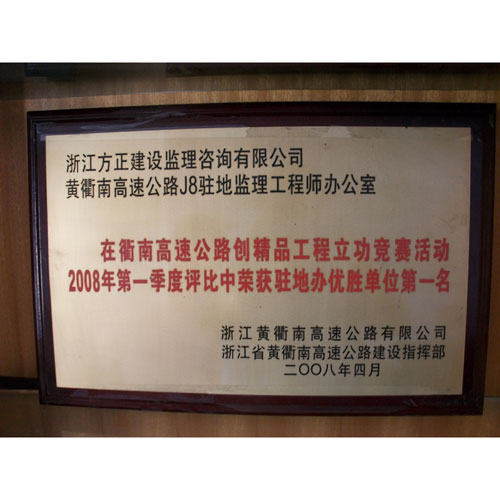 浙江方正建设监理咨询有限公司
黄衢南高速公路J8驻地监理工程师办公室
在衢南高速公路创精品工程立功竞赛活动
2008年第一季度评比中荣获驻地办优胜单位第一名
浙江黄衢南高速公路有限公司
浙江省黄衢南高速公路建设指挥部
二〇〇八年四月